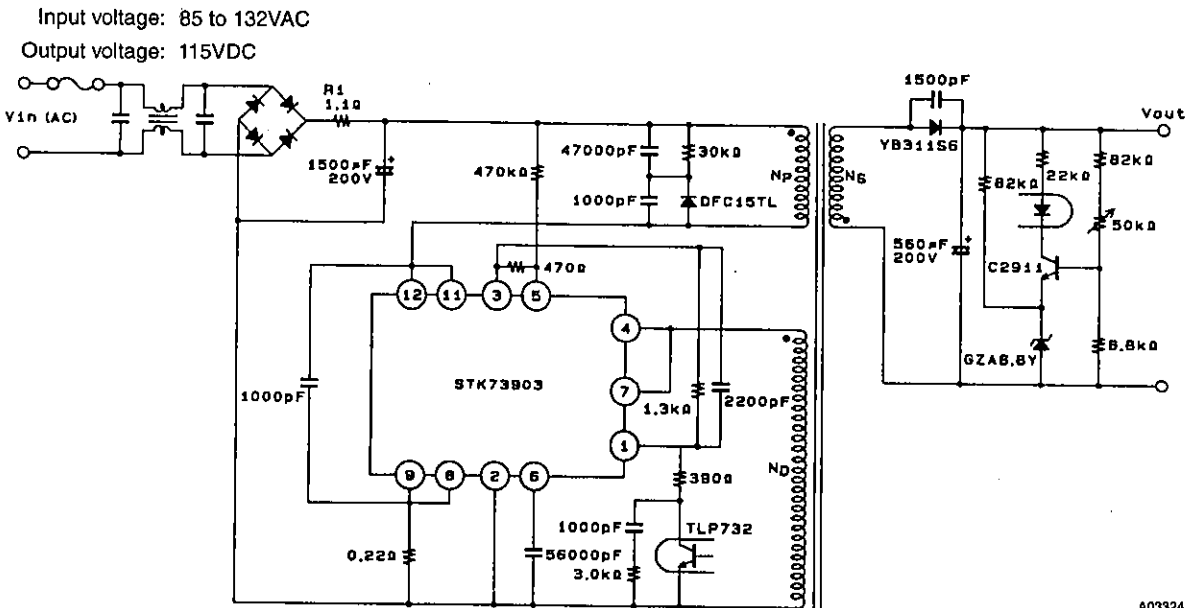 Input voltage: 85 to 132VAC
Output voltage: 115VDC
Vin (AC)
R1
1.1Ω
1500μF
200V
470kΩ
47000pF
30kΩ
1000pF
DFC15TL
NP
NS
1500pF
YB311S6
Vout
82kΩ
22kΩ
82kΩ
50kΩ
560μF
200V
C2911
GZA6.8Y
6.8kΩ
470Ω
12
11
3
5
4
7
1
STK73903
1000pF
1.3kΩ
2200pF
9
8
2
6
390Ω
ND
1000pF
TLP732
0.22Ω
56000pF
3.0kΩ
A03324